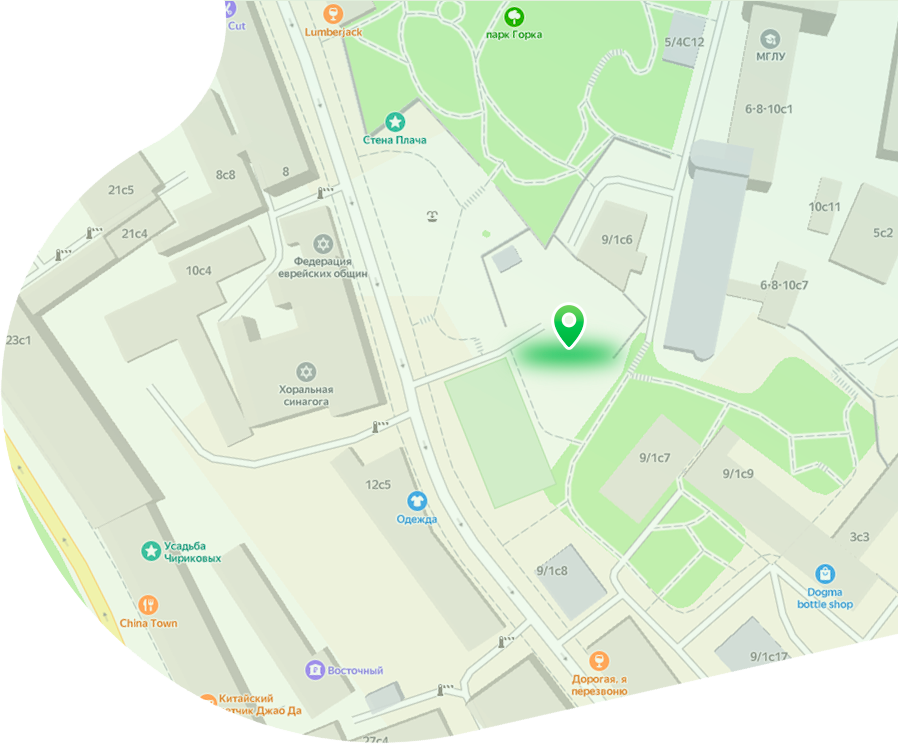 Cut
Lumberjack
парк Горка
5/4С12
МГЛУ
6-8-10с1
Стена Плача
8с8
8
21с5
21с4
10с11
5с2
9/1с6
Федерация
еврейских общин
10с4
6-8-10с7
23с1
Хоральная
синагога
9/1с7
9/1с9
12с5
Одежда
3с3
Усадьба
Чириковых
9/1с8
Dogma
bottle shop
China Town
9/1с17
Восточный
Дорогая, я
перезвоню
Китайский
етчик Джао Да
27с4